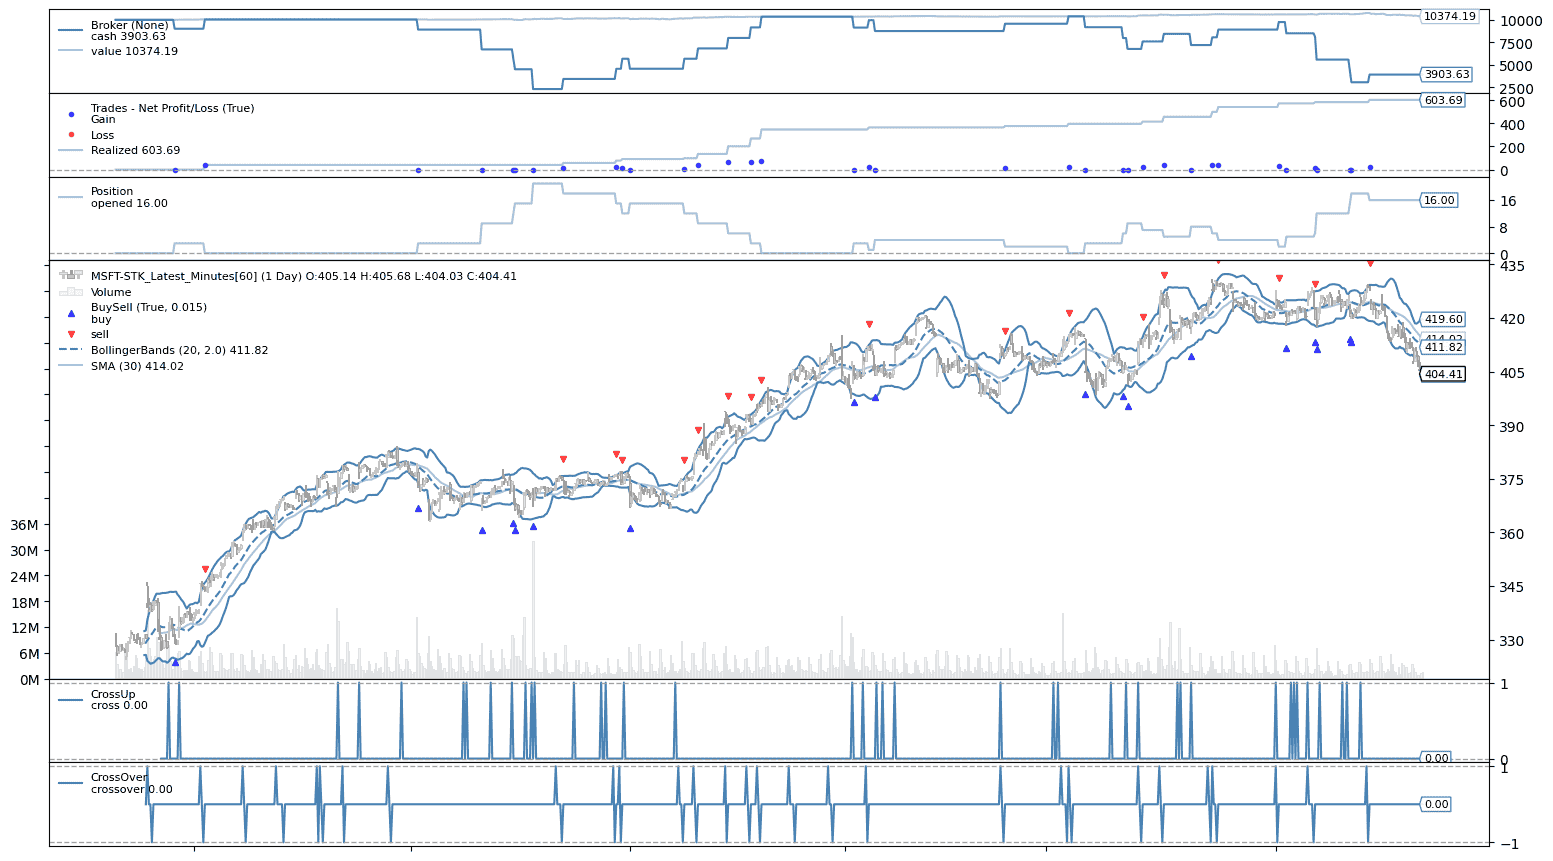 Broker (None)
cash 3903.63
value 10374.19
10374.19
3903.63
10000
7500
5000
2500
Trades - Net Profit/Loss (True)
Gain
Loss
Realized 603.69
603.69
600
400
200
0
Position
opened 16.00
16.00
16
8
0
MSFT-STK_Latest_Minutes[60] (1 Day) O:405.14 H:405.68 L:404.03 C:404.41
Volume
BuySell (True, 0.015)
buy
sell
BollingerBands (20, 2.0) 411.82
SMA (30) 414.02
36M
30M
24M
18M
12M
6M
0M
435
420
405
390
375
360
345
330
419.60
414.02
411.82
404.41
CrossUp
cross 0.00
0.00
1
0
CrossOver
crossover 0.00
0.00
1
−1